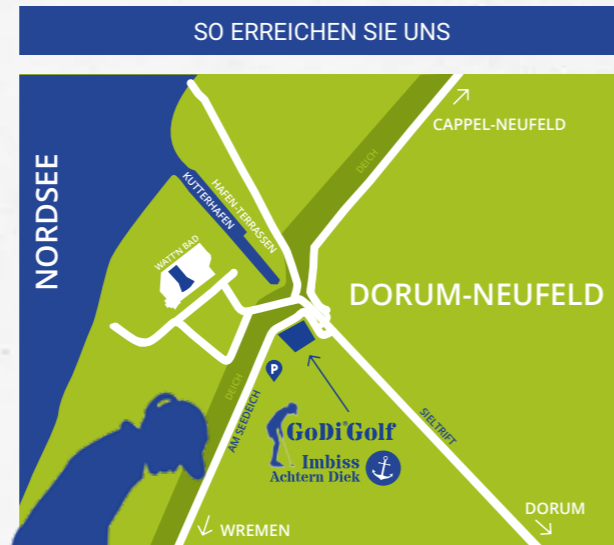 SO ERREICHEN SIE UNS
CAPPEL-NEUFELD
DEICH
NORDSEE
HAFEN-TERRASSEN
KUTTERHAFEN
WATT'N BAD
DORUM-NEUFELD
P
DEICH
AM SEEDEICH
SIELTRIFT
GoDi°Golf
Imbiss
Achtern Diek
WREMEN
DORUM